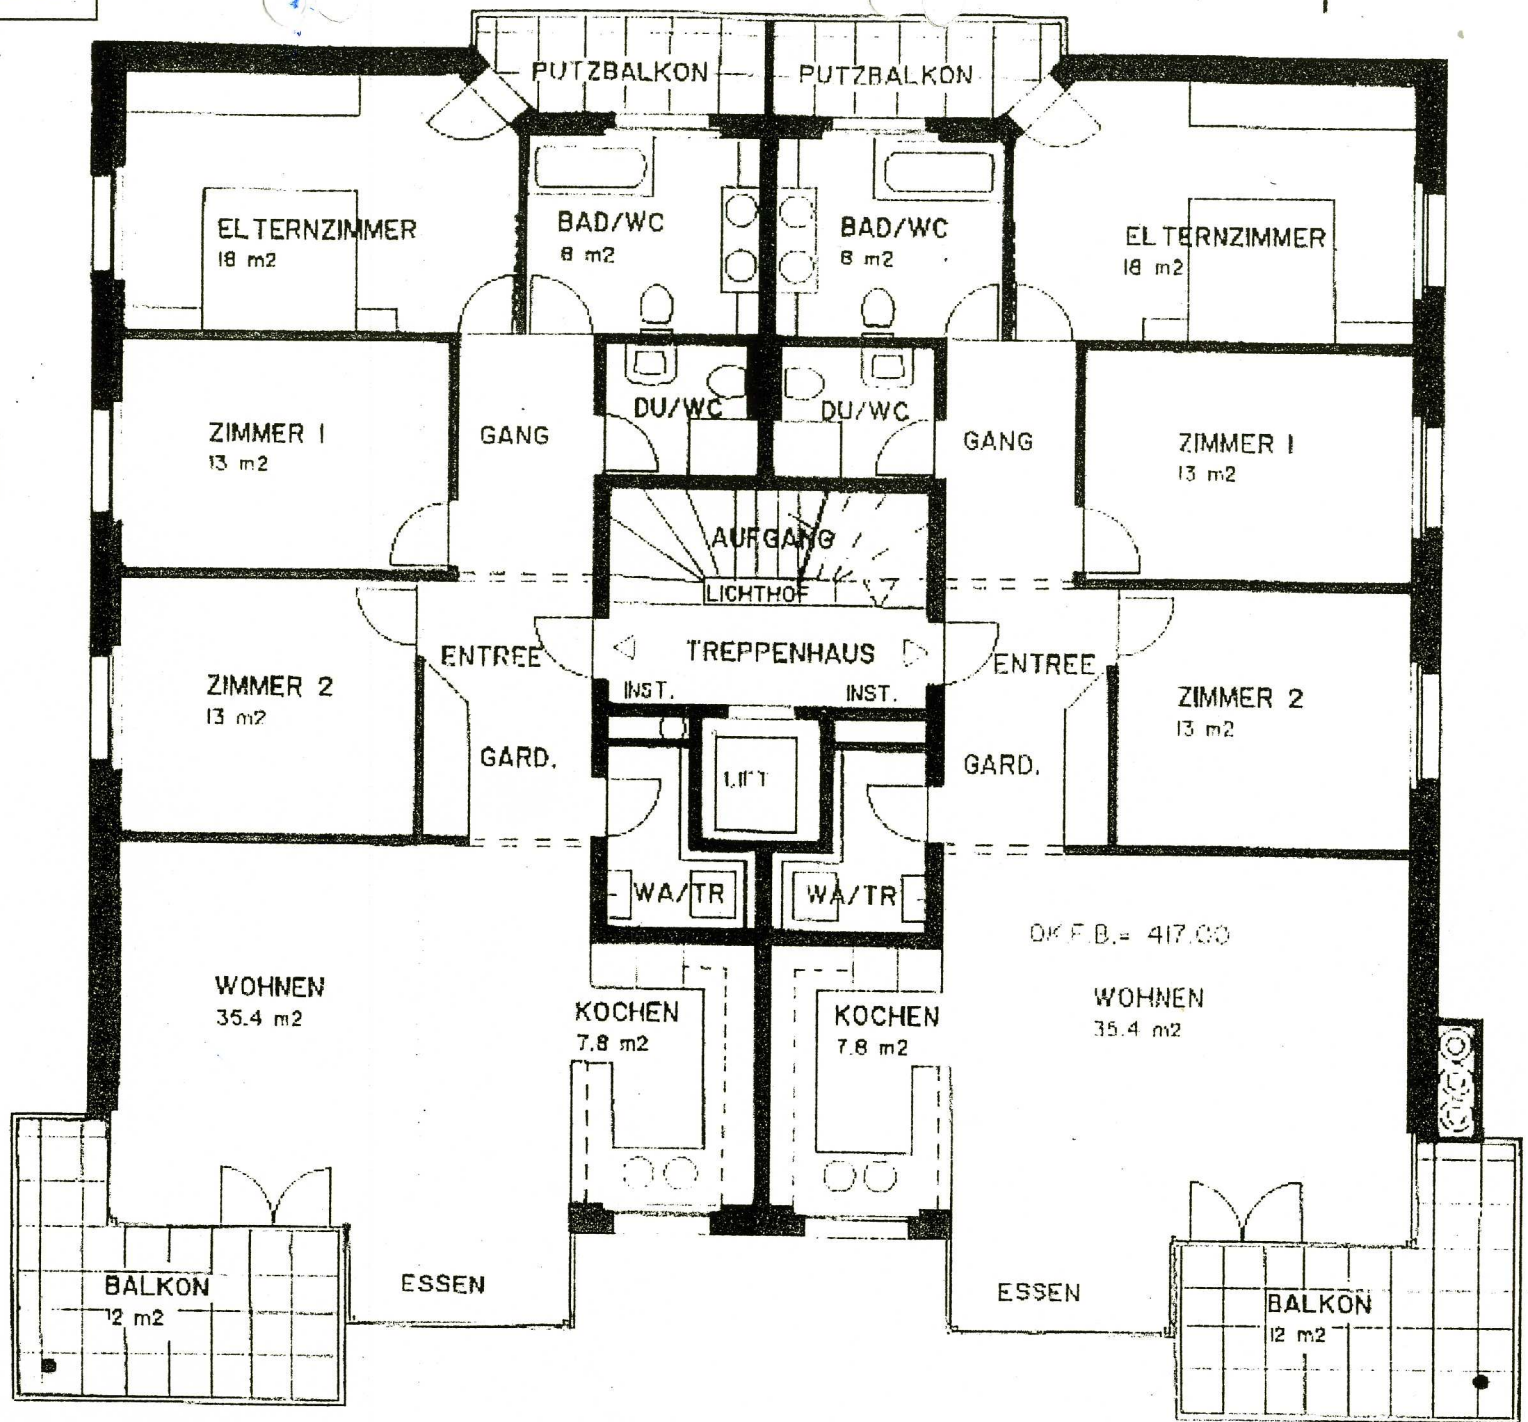 PUTZBALKON
PUTZBALKON
ELTERNZIMMER
18 m2
BAD/WC
8 m2
BAD/WC
8 m2
ELTERNZIMMER
18 m2
DU/WC
DU/WC
ZIMMER 1
13 m2
GANG
GANG
ZIMMER 1
13 m2
AUFGANG
LICHTHOF
TREPPENHAUS
INST.
INST.
ENTREE
ENTREE
ZIMMER 2
13 m2
ZIMMER 2
13 m2
GARD.
LIFT
GARD.
WA/TR
WA/TR
OK.F.B.= 417.00
WOHNEN
35.4 m2
KOCHEN
7.8 m2
KOCHEN
7.8 m2
WOHNEN
35.4 m2
BALKON
12 m2
ESSEN
ESSEN
BALKON
12 m2